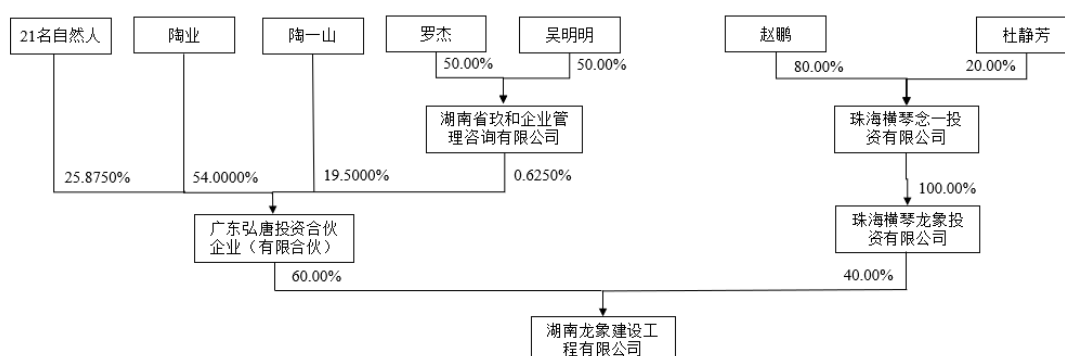 21名自然人
陶业
陶一山
罗杰
吴明明
赵鹏
杜静芳
50.00%
50.00%
80.00%
20.00%
湖南省玖和企业管
理咨询有限公司
珠海横琴念一投
资有限公司
25.8750%
54.0000%
19.5000%
0.6250%
100.00%
广东弘唐投资合伙
企业（有限合伙）
珠海横琴龙象投
资有限公司
60.00%
40.00%
湖南龙象建设工
程有限公司